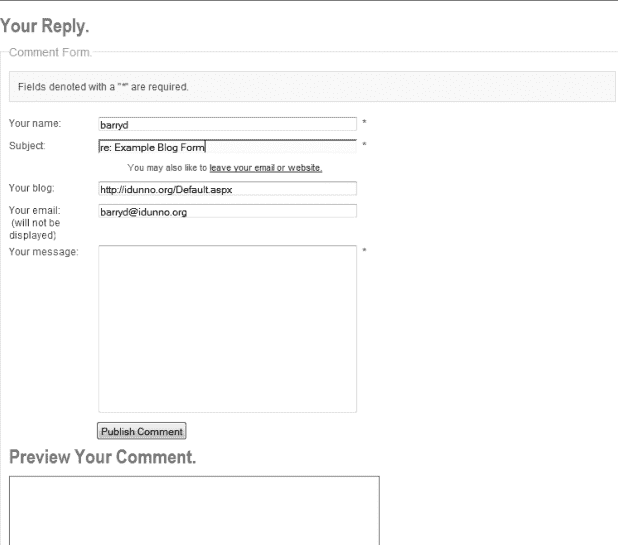 Your Reply.
Comment Form.
Fields denoted with a "*" are required.
Your name: barryd *
Subject: re: Example Blog Form *
You may also like to leave your email or website.
Your blog: http://idunno.org/Default.aspx
Your email: barryd@idunno.org
(will not be
displayed)
Your message: *
Publish Comment
Preview Your Comment.